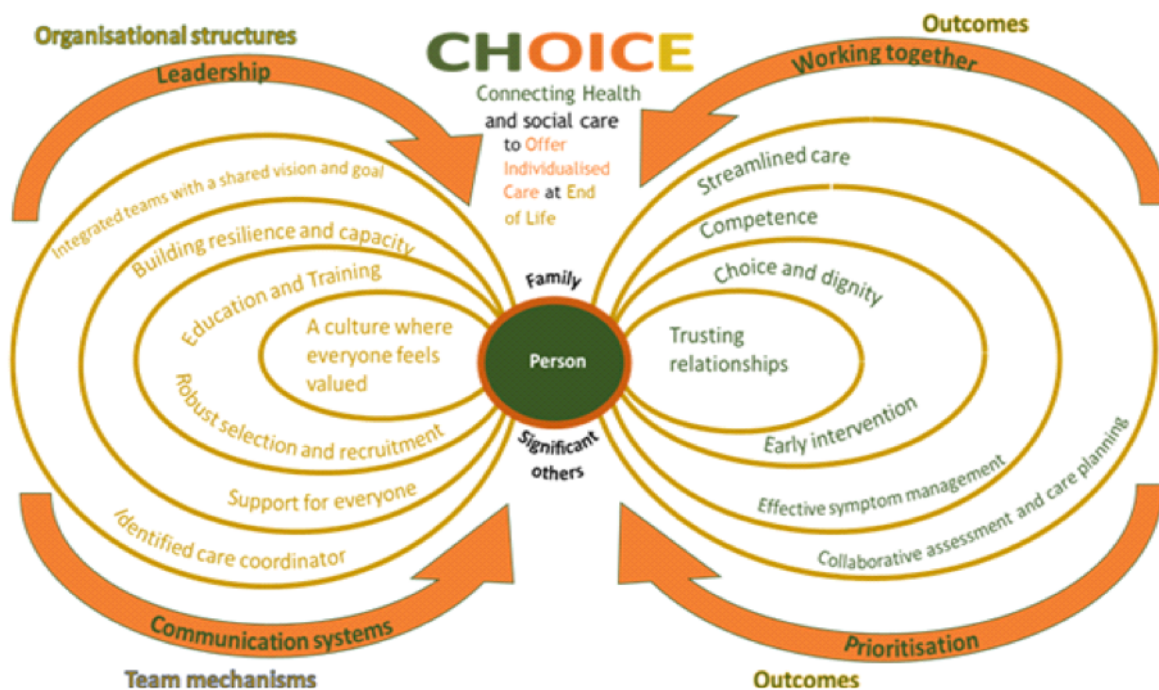 Organisational structures
Leadership
CHOICE
Connecting Health
and social care
to Offer
Individualised
Care at End
of Life
Outcomes
Working together
Integrated teams with a shared vision and goal
Building resilience and capacity
Education and Training
A culture where
everyone feels
valued
Robust selection and recruitment
Support for everyone
Identified care coordinator
Family
Person
Significant
others
Streamlined care
Competence
Choice and dignity
Trusting
relationships
Early intervention
Effective symptom management
Collaborative assessment and care planning
Communication systems
Team mechanisms
Prioritisation
Outcomes